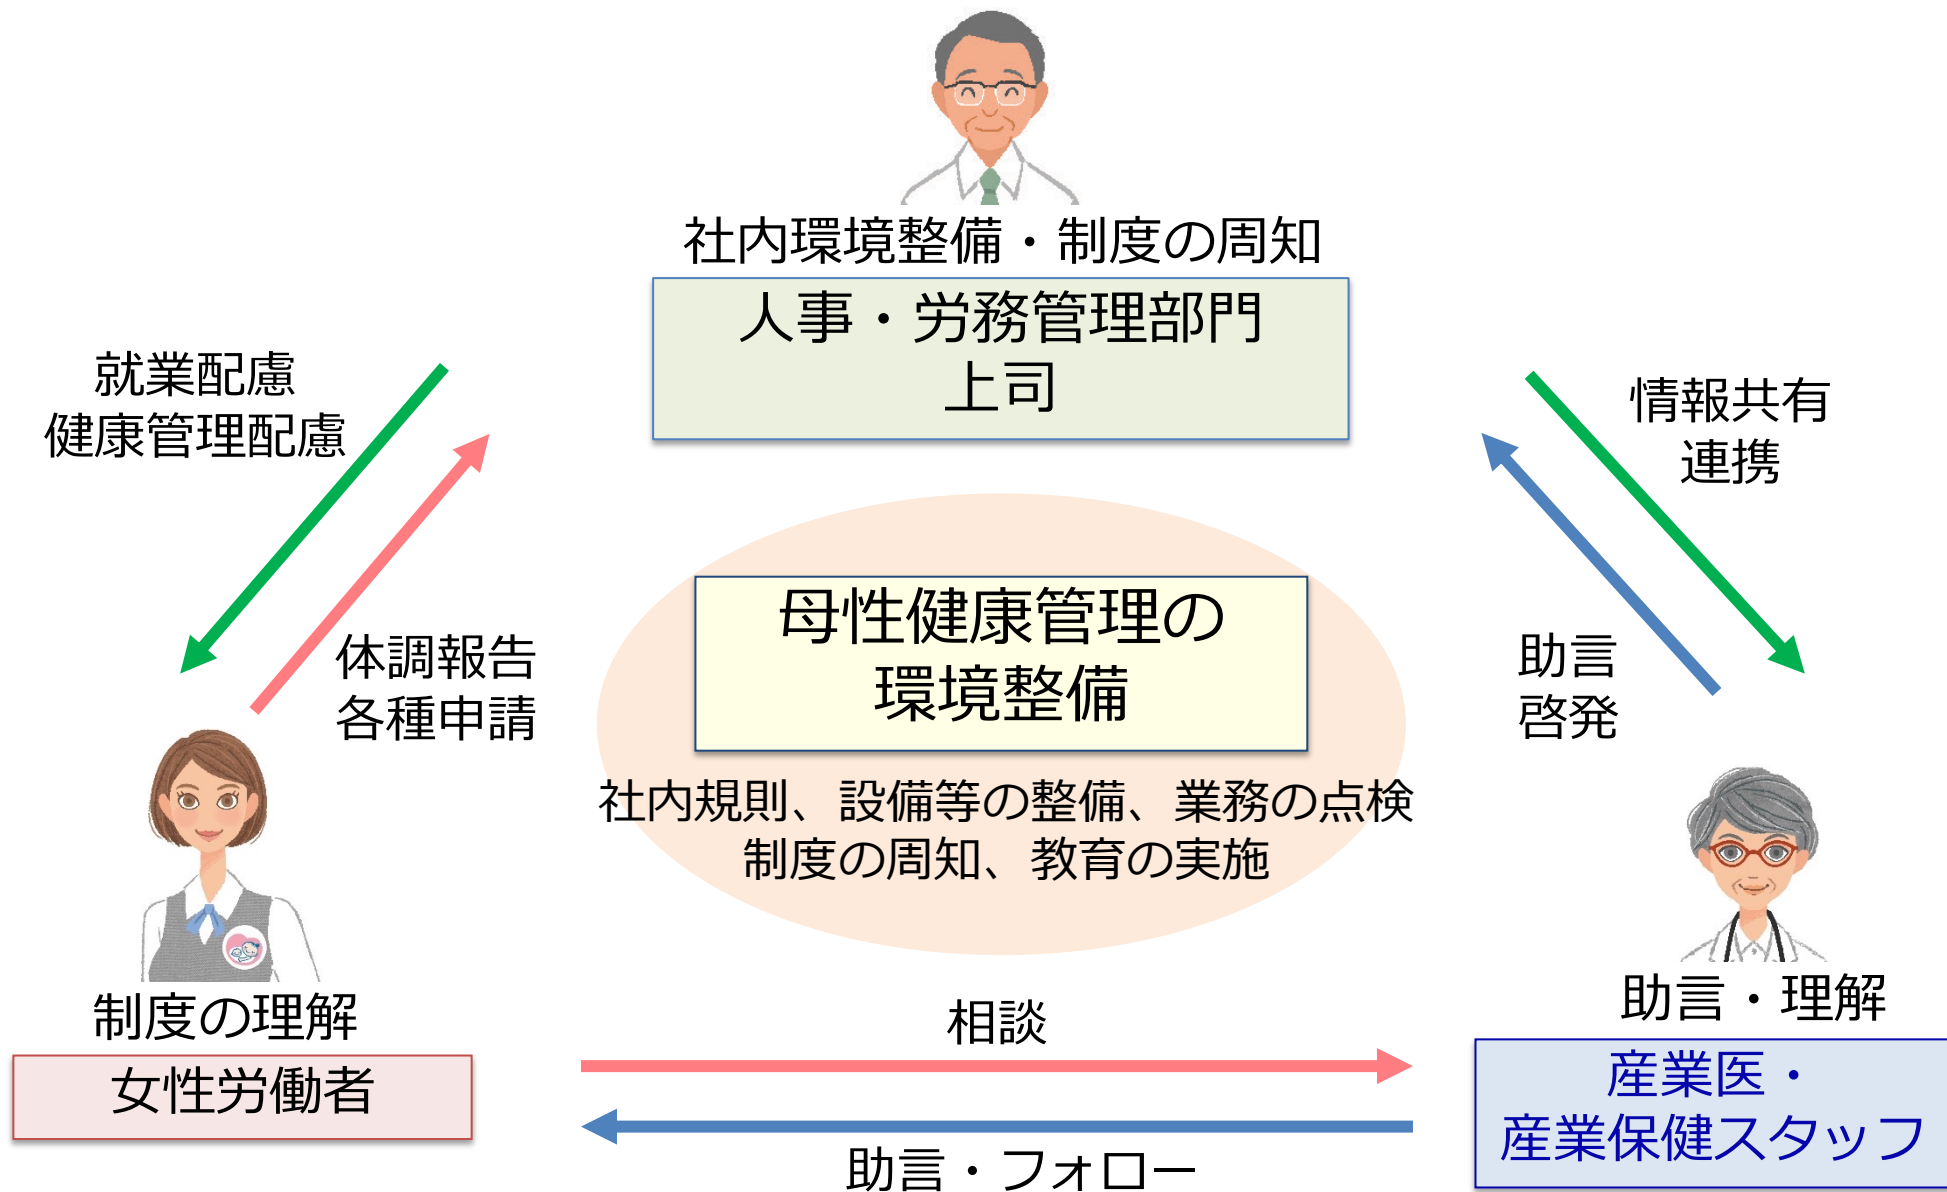 社内環境整備・制度の周知
人事・労務管理部門
上司
就業配慮
健康管理配慮
情報共有
連携
体調報告
各種申請
母性健康管理の
環境整備
助言
啓発
社内規則、設備等の整備、業務の点検
制度の周知、教育の実施
制度の理解
女性労働者
助言・理解
産業医・
産業保健スタッフ
相談
助言・フォロー